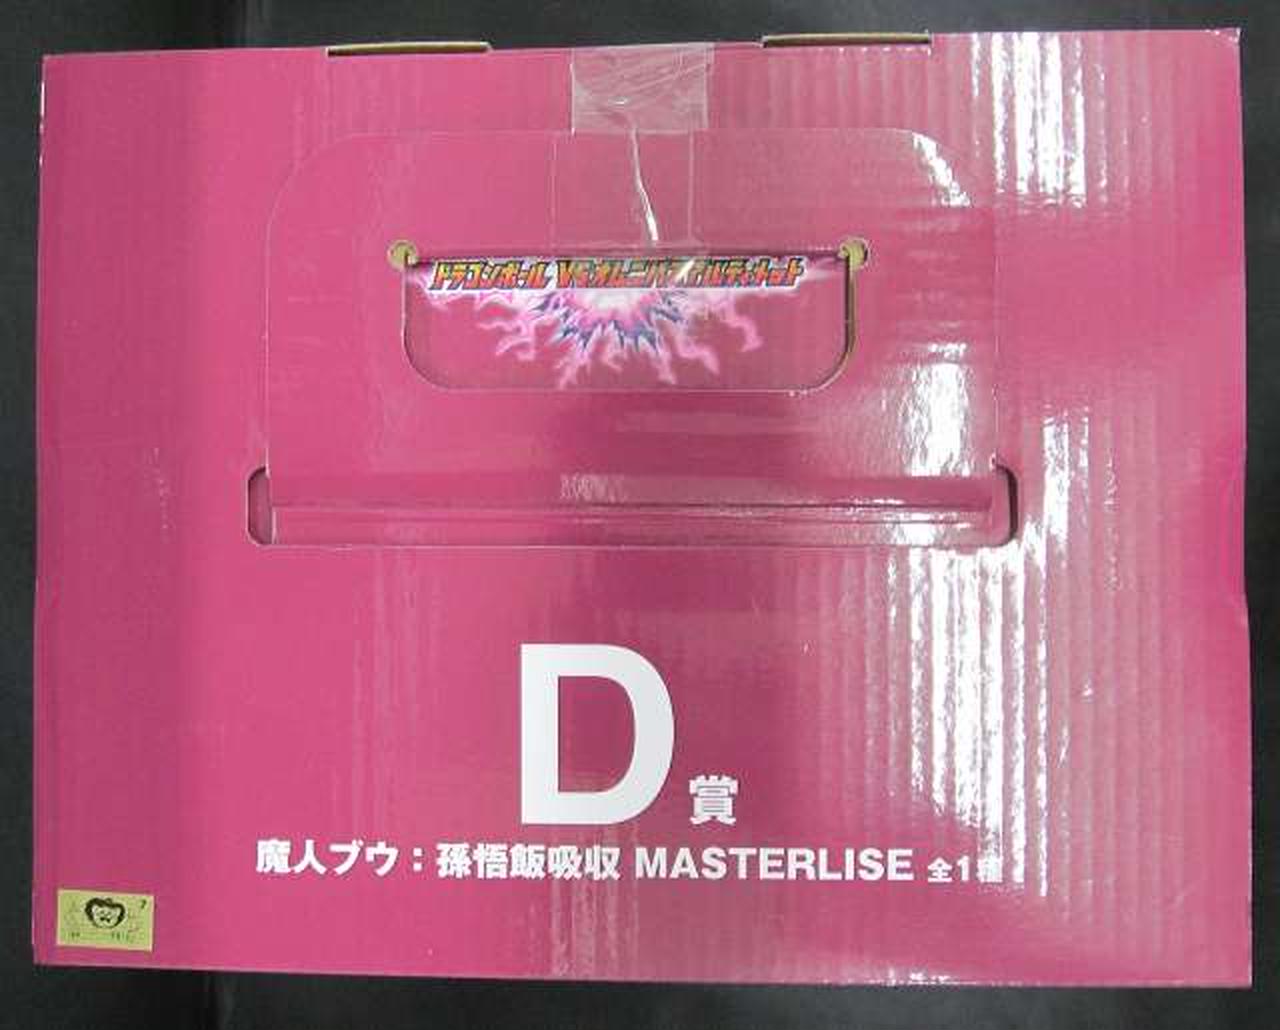 ドラゴンボール VSオムニバスアルティメット
D賞
魔人ブウ：孫悟飯吸収 MASTERLISE 全1種
7